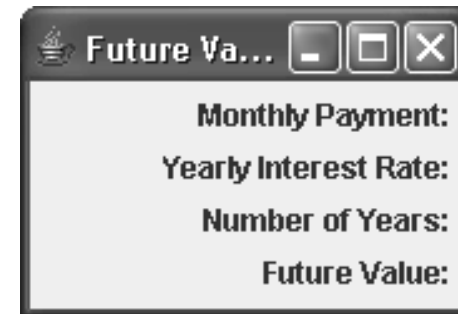 Future Va...
Monthly Payment:
Yearly Interest Rate:
Number of Years:
Future Value: